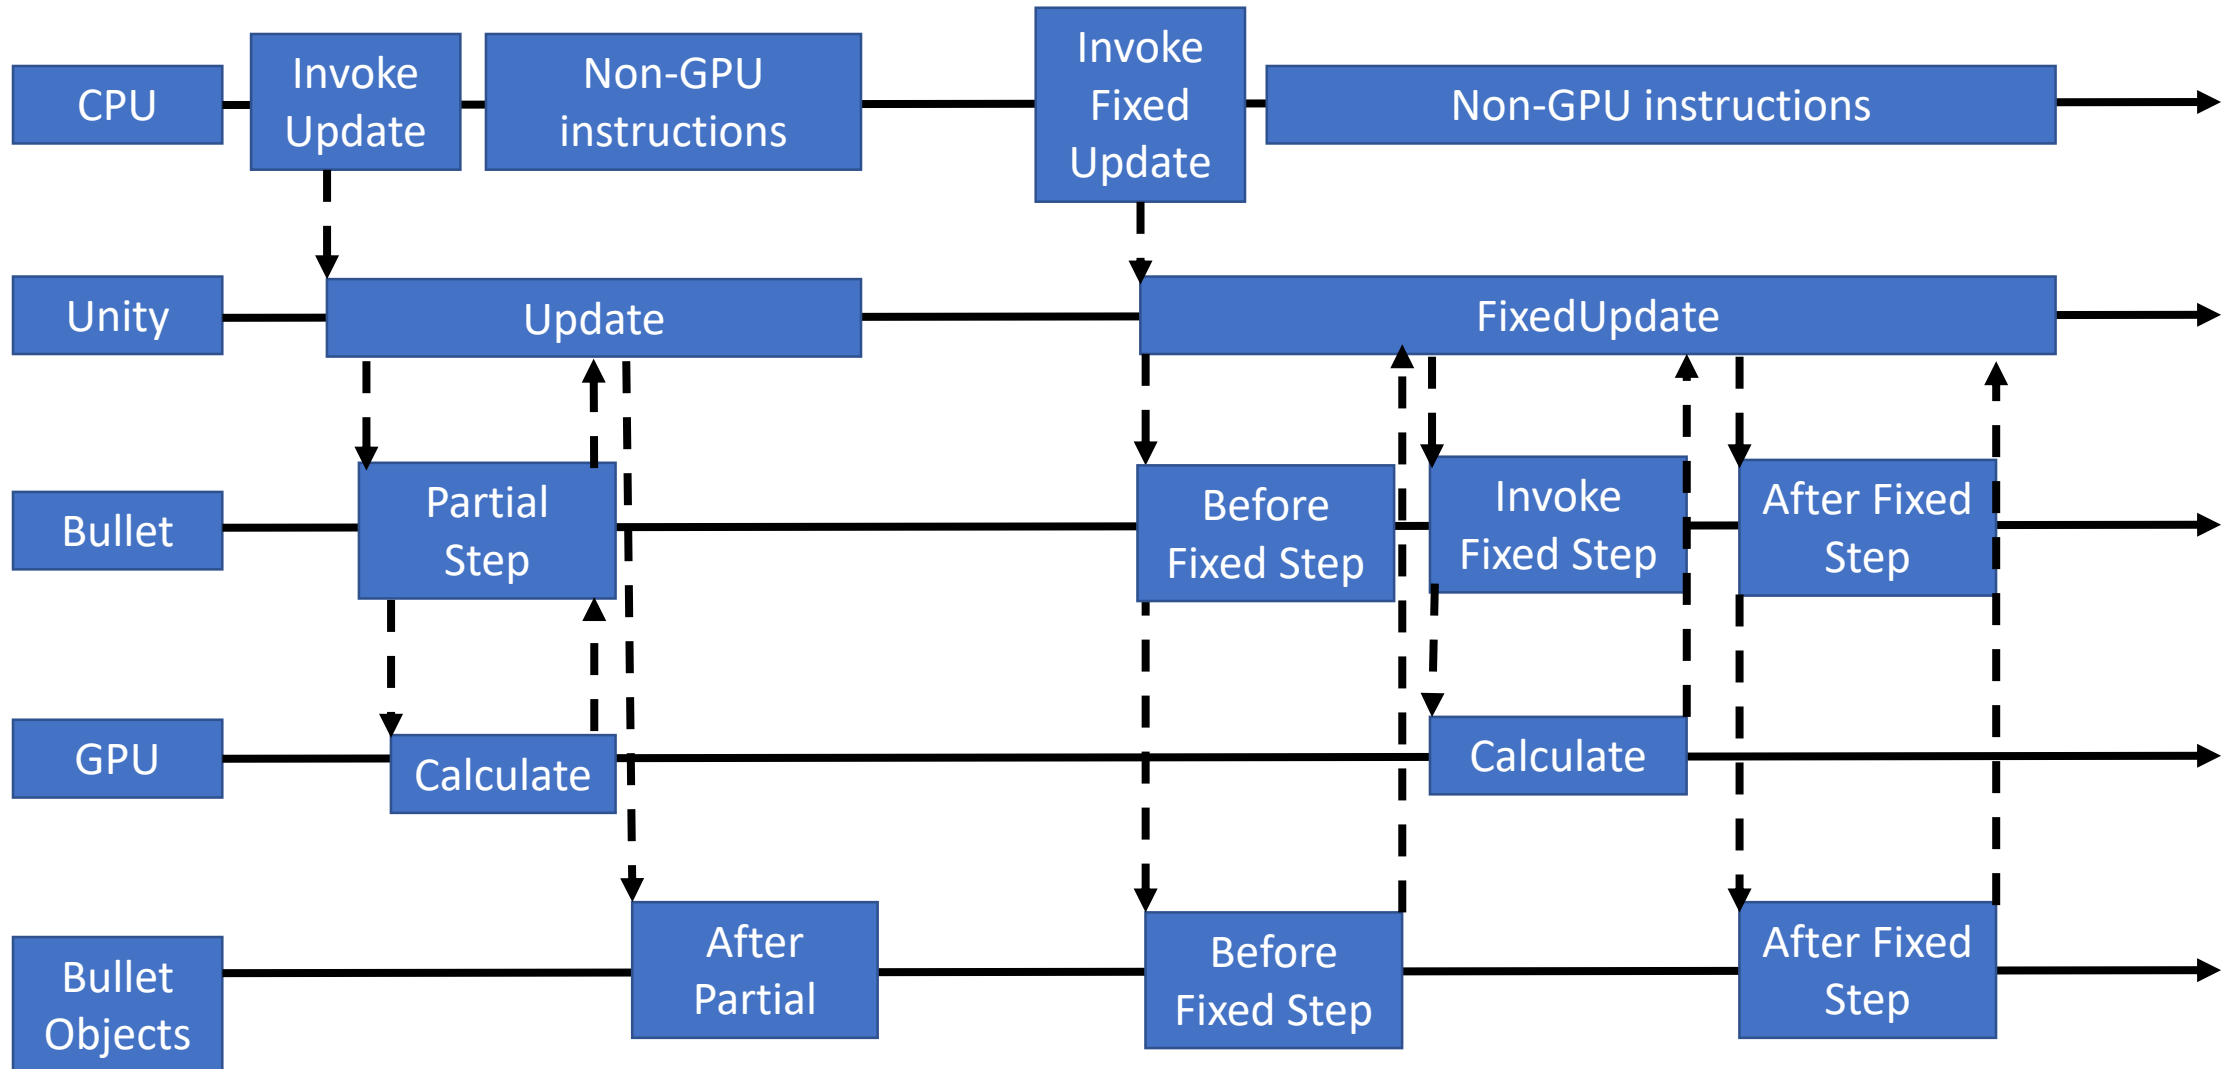 CPU
Invoke
Update
Non-GPU
instructions
Invoke
Fixed
Update
Non-GPU instructions
Unity
Update
FixedUpdate
Bullet
Partial
Step
Before
Fixed Step
Invoke
Fixed Step
After Fixed
Step
GPU
Calculate
Calculate
Bullet
Objects
After
Partial
Before
Fixed Step
After Fixed
Step